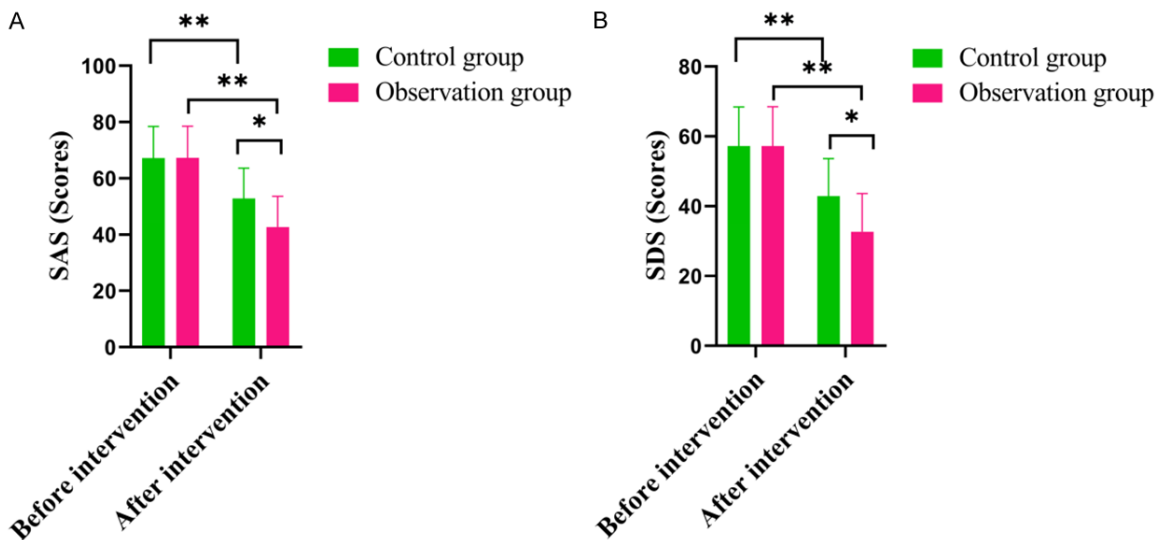 A
**
**
*
SAS (Scores)
100
80
60
40
20
0
Before intervention
After intervention
Control group
Observation group
B
**
**
*
SDS (Scores)
80
60
40
20
0
Before intervention
After intervention
Control group
Observation group